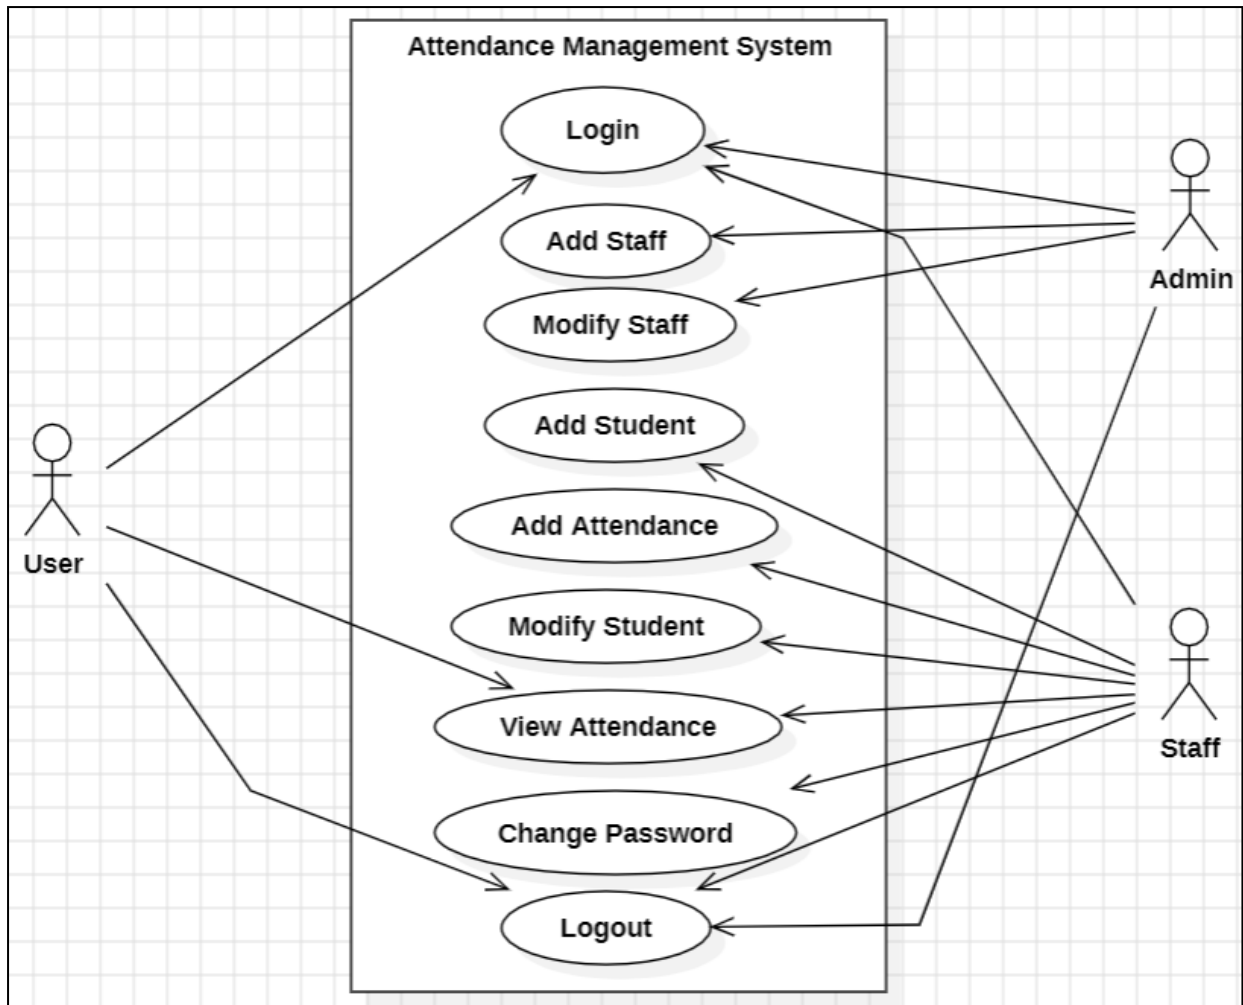 Attendance Management System
Login
Add Staff
Modify Staff
Add Student
Add Attendance
Modify Student
View Attendance
Change Password
Logout
User
Admin
Staff